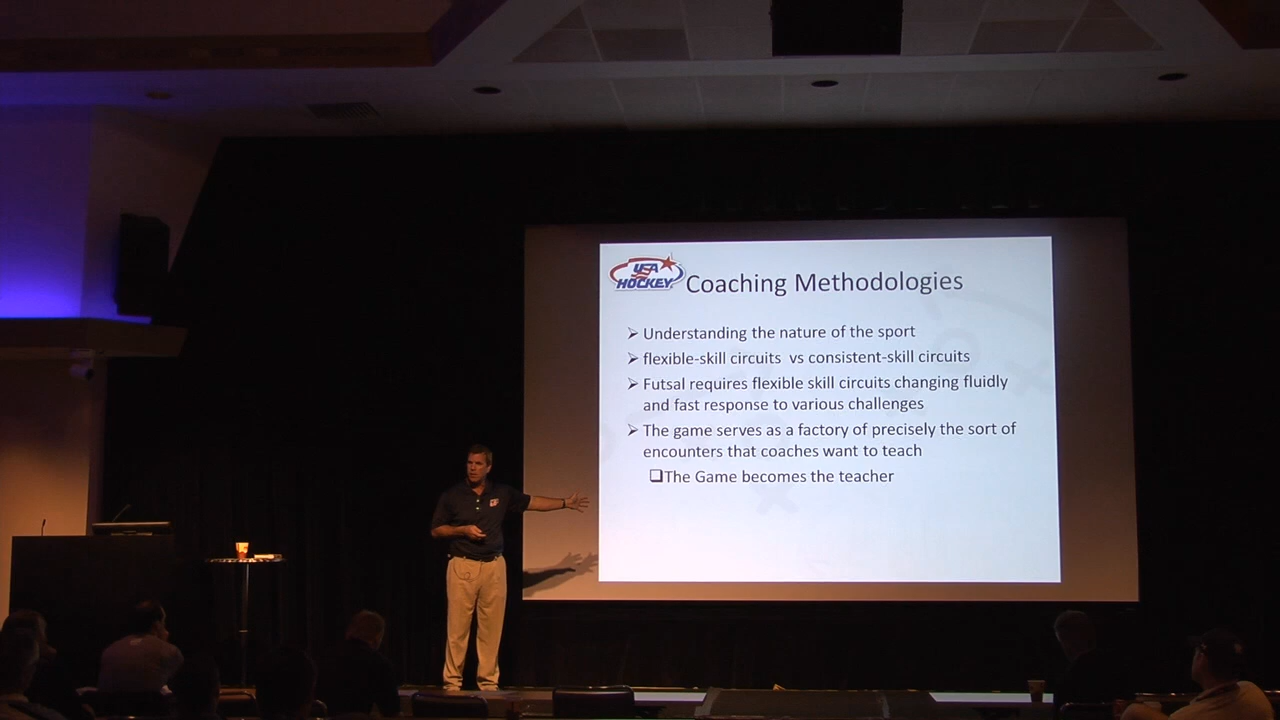 USA
HOCKEY
Coaching Methodologies
Understanding the nature of the sport
flexible-skill circuits vs consistent-skill circuits
Futsal requires flexible skill circuits changing fluidly
and fast response to various challenges
The game serves as a factory of precisely the sort of
encounters that coaches want to teach
The Game becomes the teacher